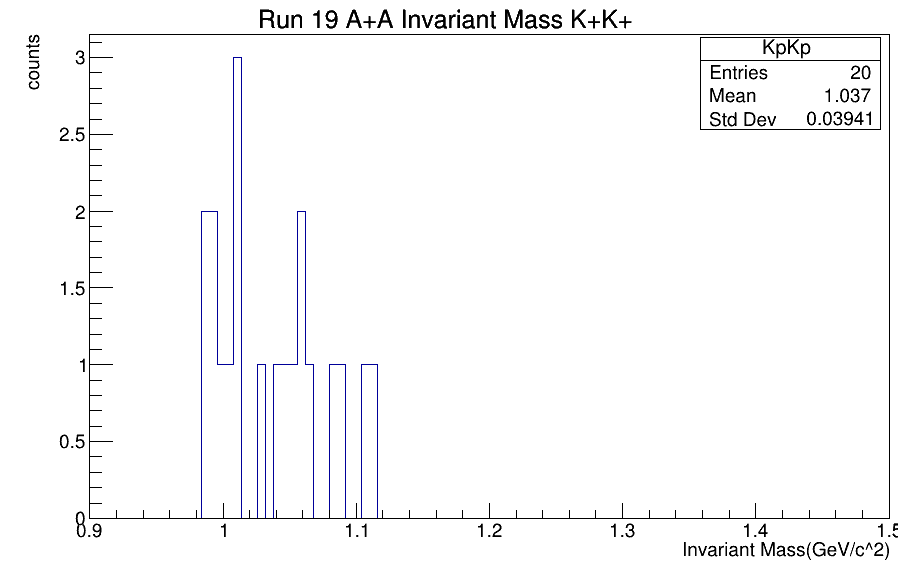 Run 19 A+A Invariant Mass K+K+
counts
KpKp
Entries 20
Mean 1.037
Std Dev 0.03941
3
2.5
2
1.5
1
0.5
0
0.9 1 1.1 1.2 1.3 1.4 1.5
Invariant Mass(GeV/c^2)